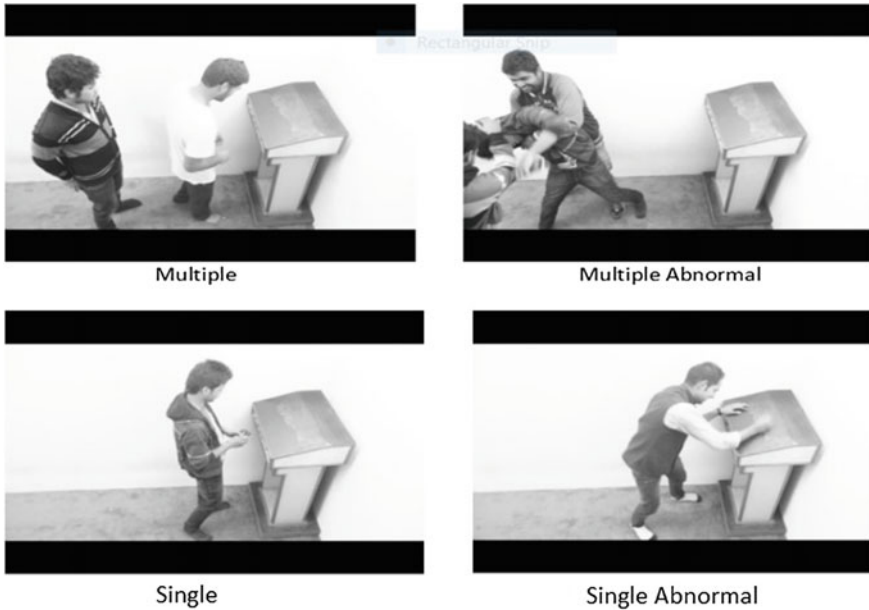 Rectangular Snip
Multiple
Multiple Abnormal
Single
Single Abnormal